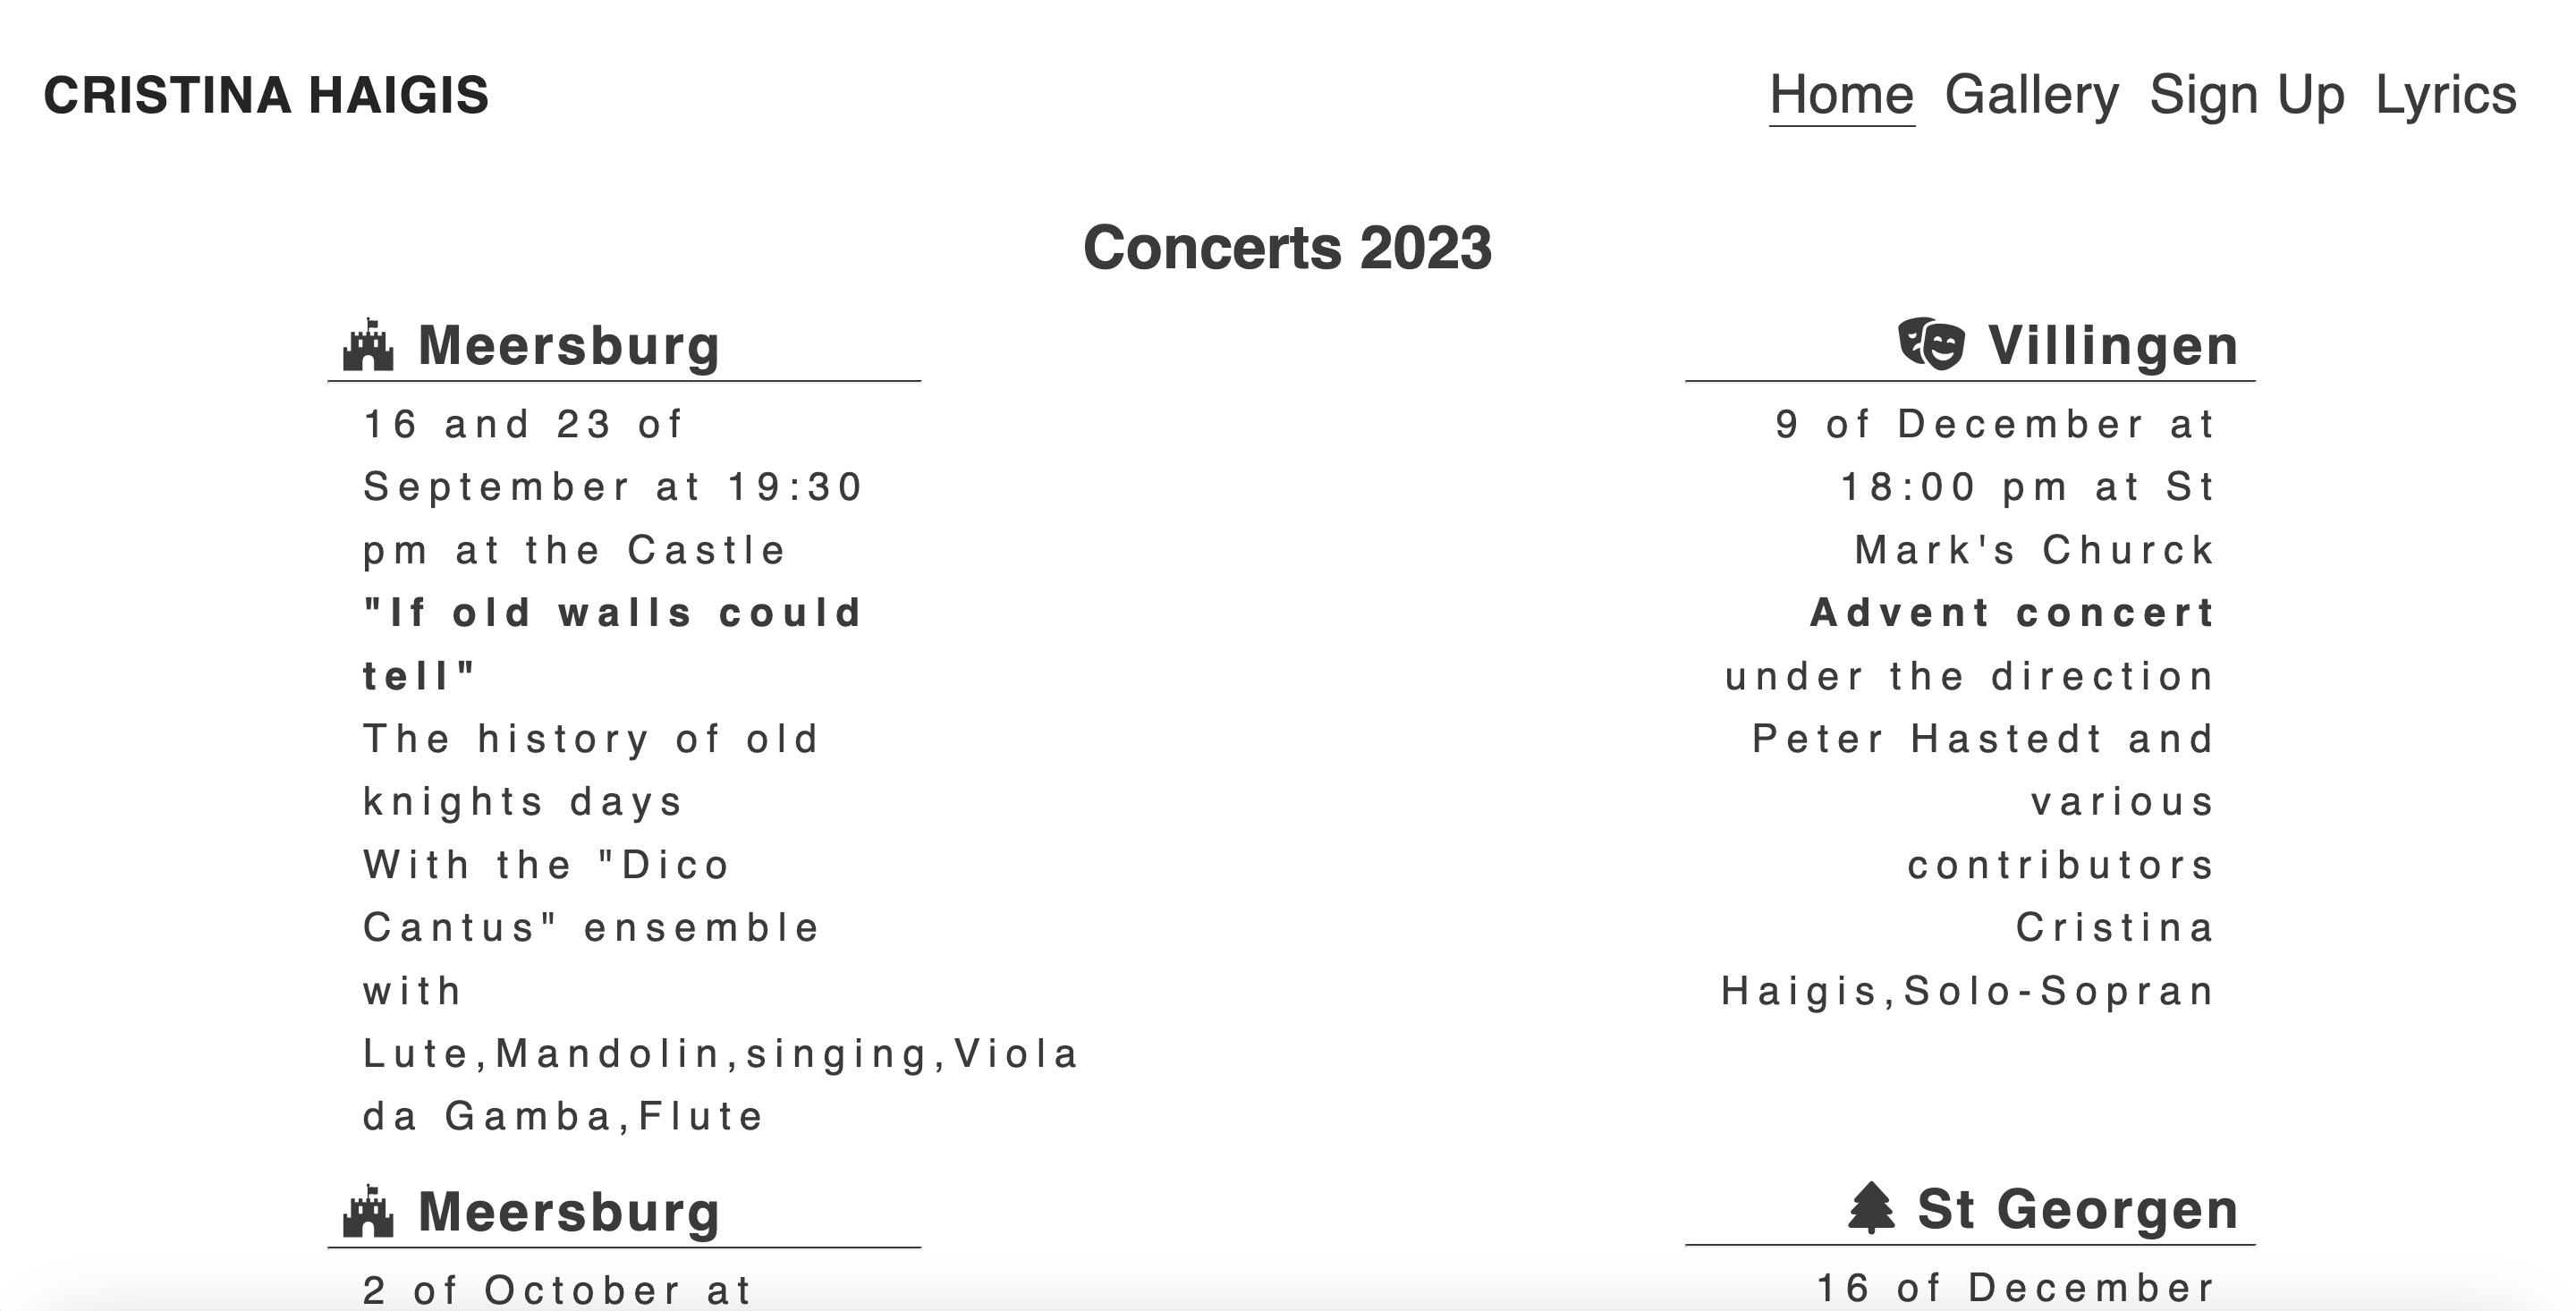 CRISTINA HAIGIS
Home Gallery Sign Up Lyrics
Concerts 2023
Meersburg
16 and 23 of
September at 19:30
pm at the Castle
"If old walls could
tell"
The history of old
knights days
With the "Dico
Cantus" ensemble
with
Lute,Mandolin,singing,Viola
da Gamba,Flute
Meersburg
2 of October at
Villingen
9 of December at
18:00 pm at St
Mark's Churck
Advent concert
under the direction
Peter Hastedt and
various
contributors
Cristina
Haigis,Solo-Sopran
St Georgen
16 of December